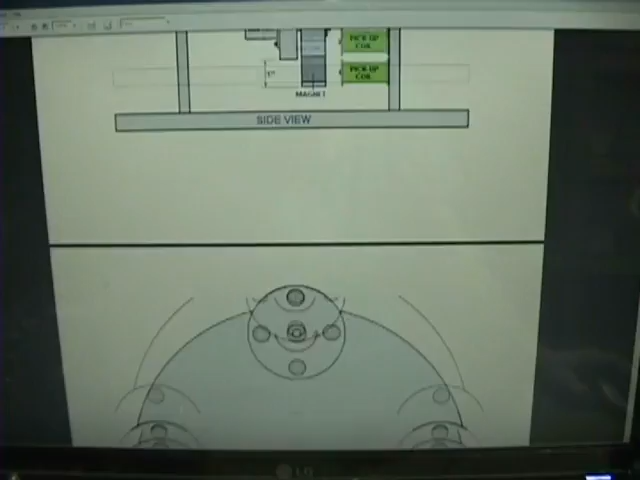 PICK-UP
COIL
PICK-UP
COIL
1"
MAGNET
SIDE VIEW
LG